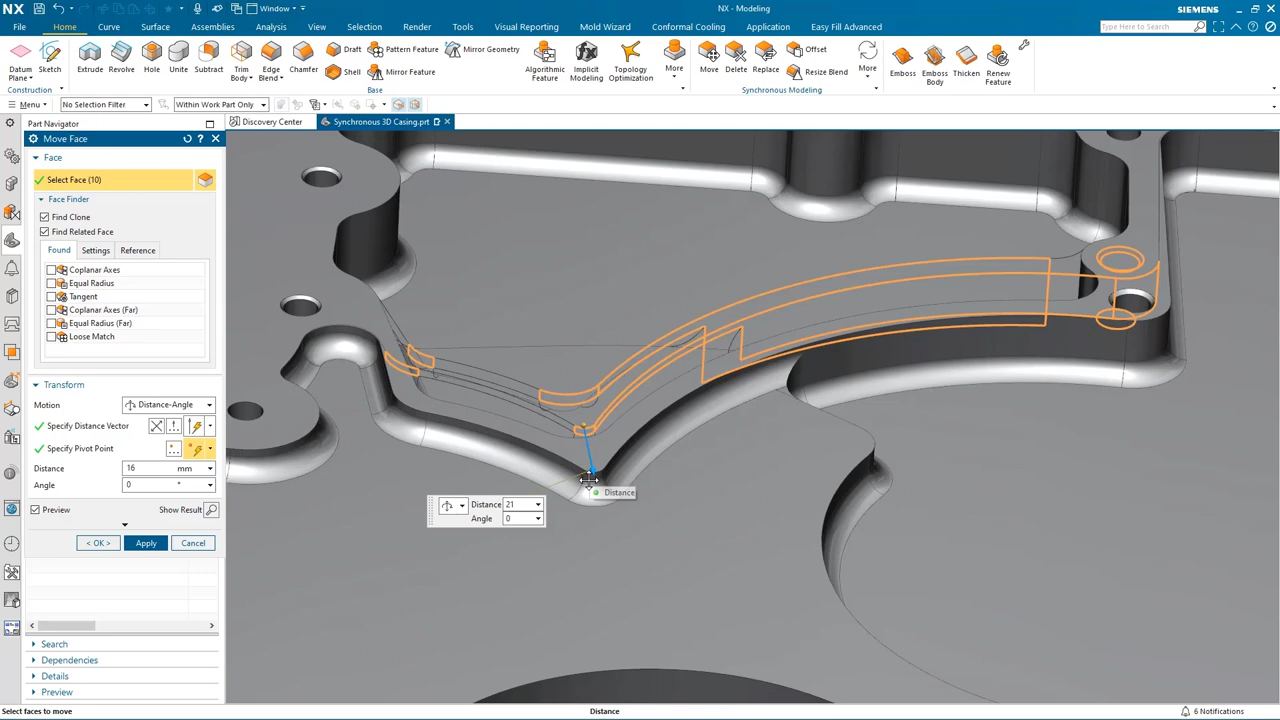 NX
Window
NX - Modeling
SIEMENS
File
Home
Curve
Surface
Assemblies
Analysis
View
Selection
Render
Tools
Visual Reporting
Mold Wizard
Conformal Cooling
Application
Easy Fill Advanced
Type Here to Search
Datum Plane
Sketch
Extrude
Revolve
Hole
Unite
Subtract
Trim Body
Edge Blend
Chamfer
Draft
Shell
Pattern Feature
Mirror Feature
Mirror Geometry
Algorithmic Feature
Implicit Modeling
Topology Optimization
More
Move
Delete
Replace
Offset
Resize Blend
More
Emboss
Emboss Body
Thicken
Renew Feature
Construction
Base
Synchronous Modeling
Menu
No Selection Filter
Within Work Part Only
Part Navigator
Discovery Center
Synchronous 3D Casing.prt
Move Face
Face
Select Face (10)
Face Finder
Find Clone
Find Related Face
Found
Settings
Reference
Coplanar Axes
Equal Radius
Tangent
Coplanar Axes (Far)
Equal Radius (Far)
Loose Match
Transform
Motion
Distance-Angle
Specify Distance Vector
Specify Pivot Point
Distance
16
mm
Angle
0
°
Preview
Show Result
< OK >
Apply
Cancel
Search
Dependencies
Details
Preview
Distance
Distance 21
Angle 0
Select faces to move
Distance
6 Notifications